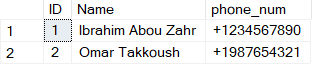 ID Name phone_num
1 1 Ibrahim Abou Zahr +1234567890
2 2 Omar Takkoush +1987654321